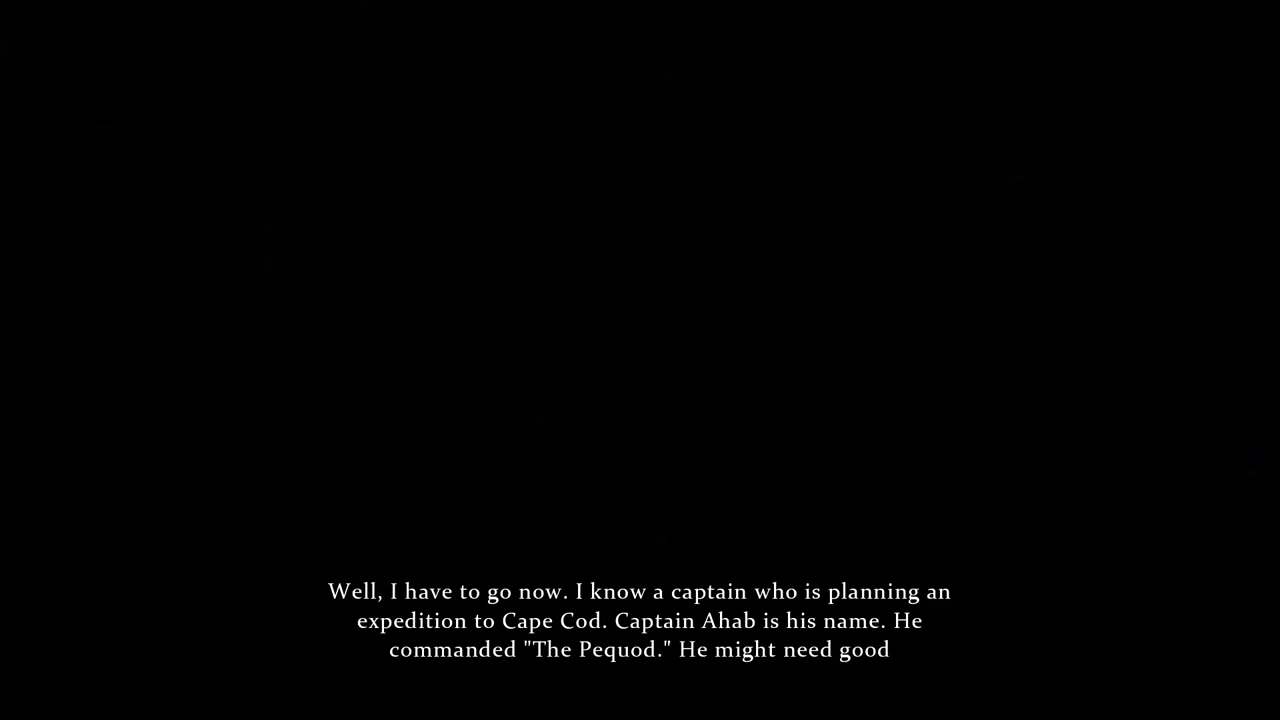 Well, I have to go now. I know a captain who is planning an
expedition to Cape Cod. Captain Ahab is his name. He
commanded "The Pequod." He might need good